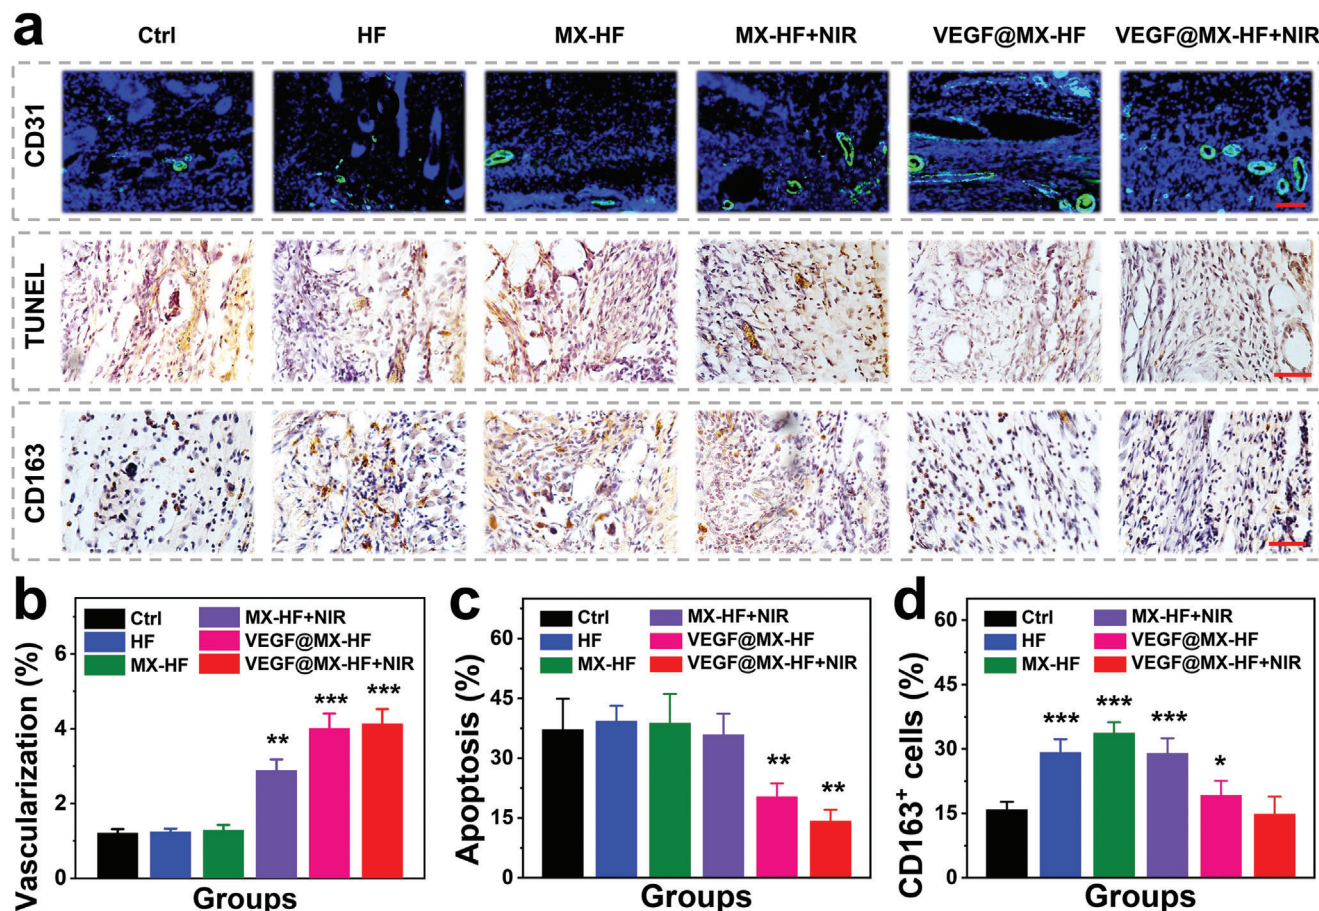 a
Ctrl HF MX-HF MX-HF+NIR VEGF@MX-HF VEGF@MX-HF+NIR
CD31
TUNEL
CD163
b
Vascularization (%)
6
4
2
0
Ctrl
HF
MX-HF
MX-HF+NIR
VEGF@MX-HF
VEGF@MX-HF+NIR
**
***
***
Groups
c
Apoptosis (%)
60
45
30
15
0
Ctrl
HF
MX-HF
MX-HF+NIR
VEGF@MX-HF
VEGF@MX-HF+NIR
**
**
Groups
d
CD163⁺ cells (%)
60
45
30
15
0
Ctrl
HF
MX-HF
MX-HF+NIR
VEGF@MX-HF
VEGF@MX-HF+NIR
***
***
***
*
Groups